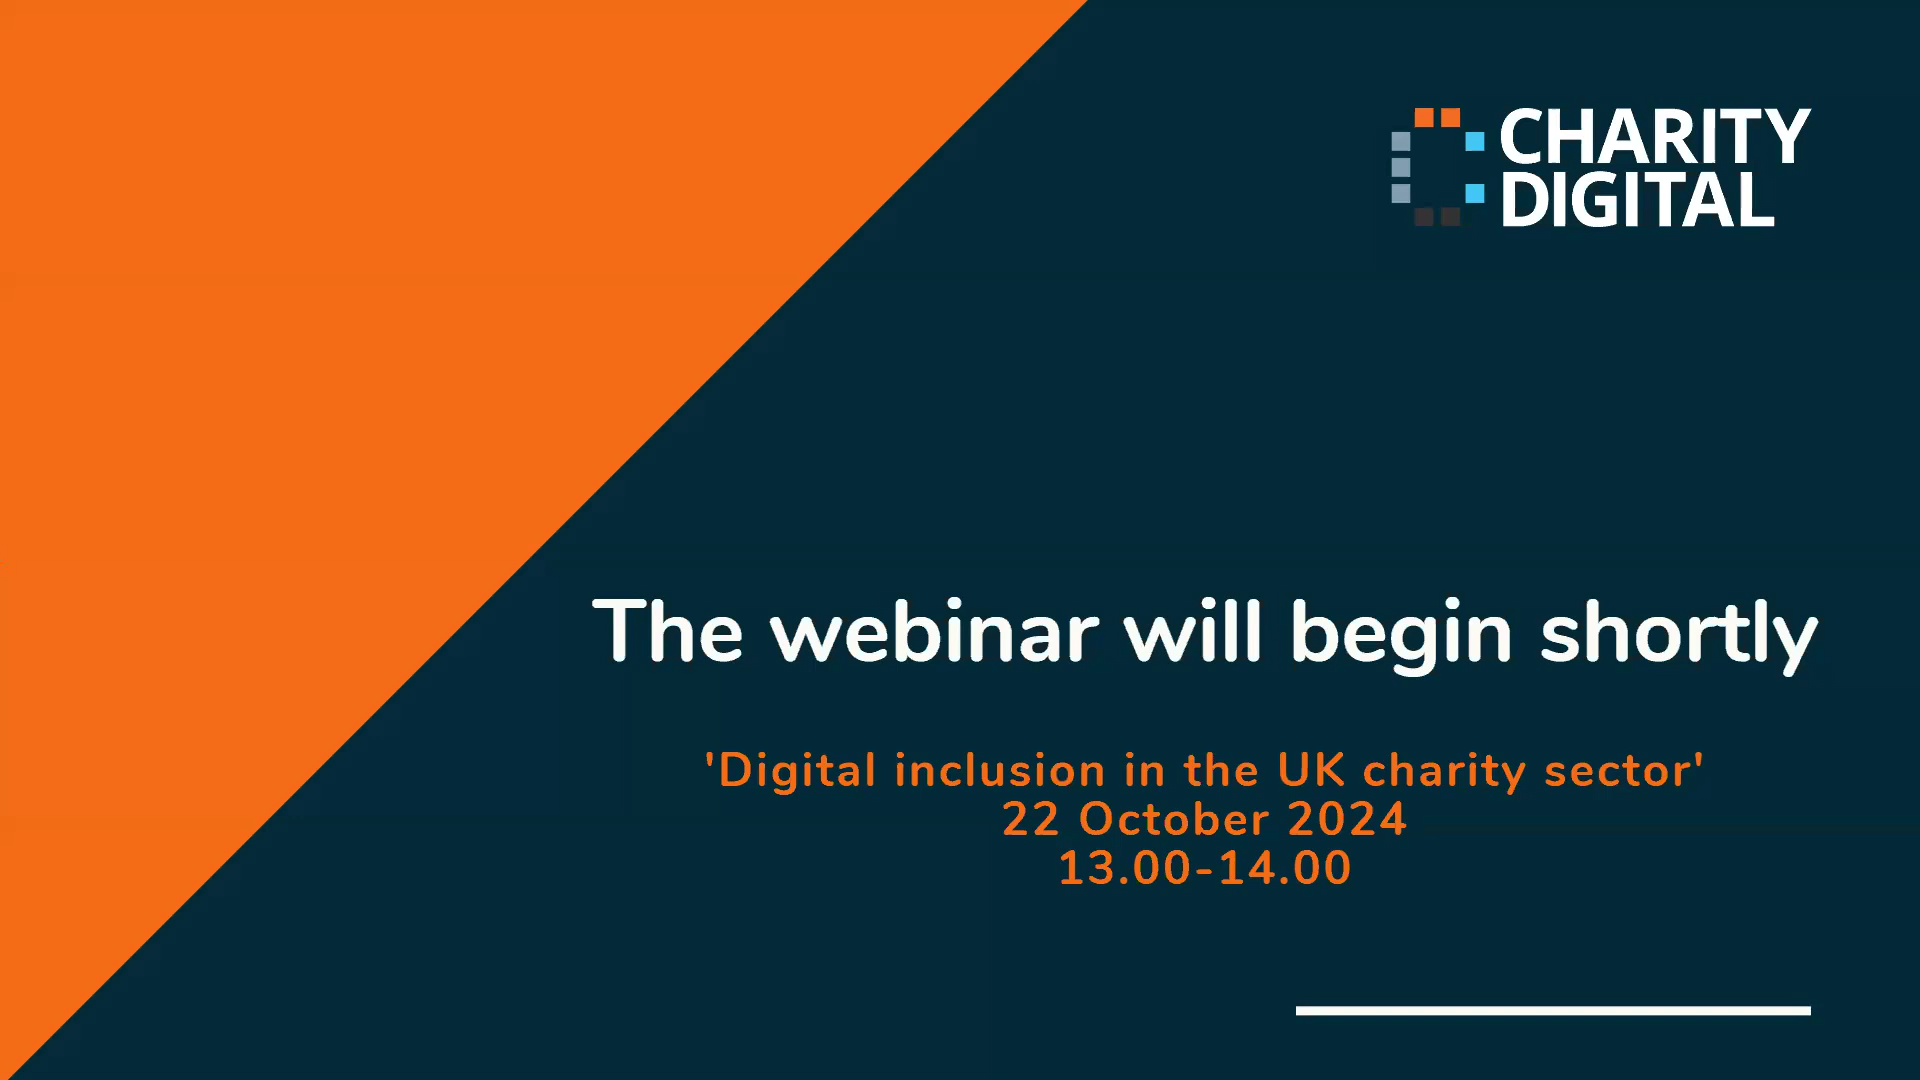 CHARITY
DIGITAL
The webinar will begin shortly
'Digital inclusion in the UK charity sector'
22 October 2024
13.00-14.00